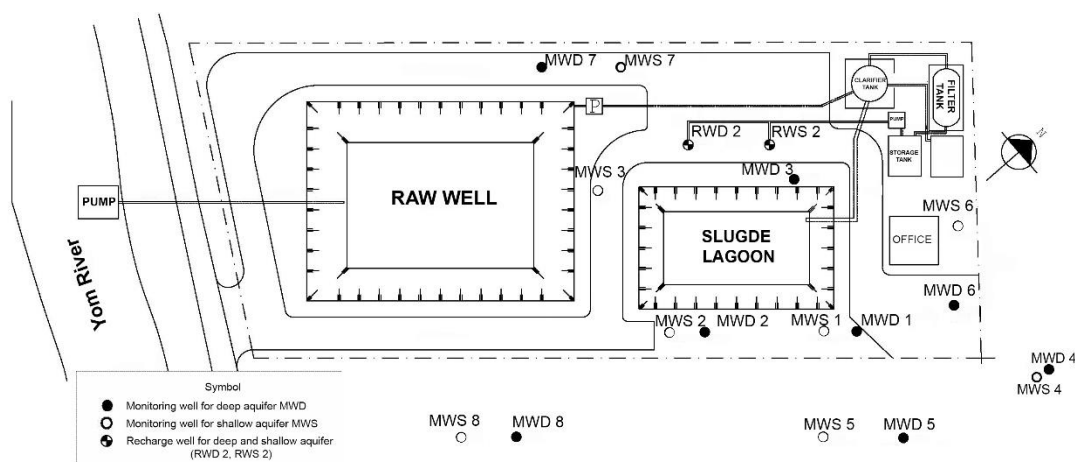 MWD 7
MWS 7
CLARIFIER
TANK
FILTER
TANK
P
RWD 2
RWS 2
PUMP
STORAGE
TANK
N
MWS 3
MWD 3
PUMP
RAW WELL
MWS 6
OFFICE
SLUGDE
LAGOON
Yom River
MWD 6
MWS 2
MWD 2
MWS 1
MWD 1
MWD 4
MWS 4
Symbol
Monitoring well for deep aquifer MWD
Monitoring well for shallow aquifer MWS
Recharge well for deep and shallow aquifer
(RWD 2, RWS 2)
MWS 8
MWD 8
MWS 5
MWD 5